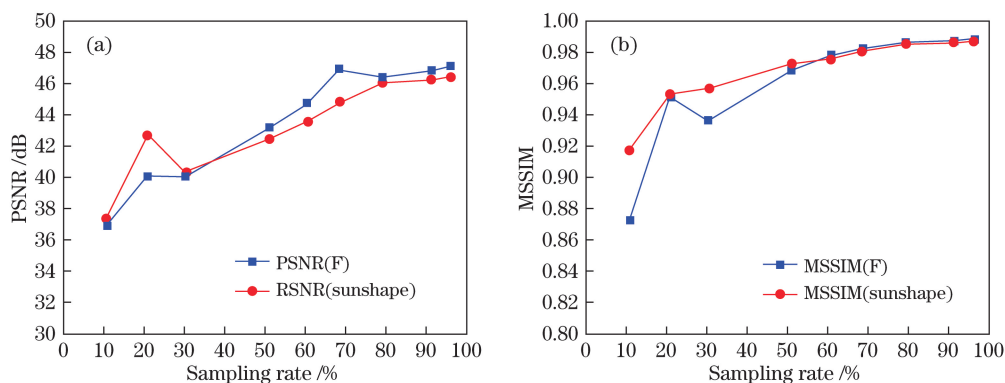 (a)
PSNR /dB
50
48
46
44
42
40
38
36
34
32
30
PSNR(F)
RSNR(sunshape)
0 10 20 30 40 50 60 70 80 90 100
Sampling rate /%
(b)
MSSIM
1.00
0.98
0.96
0.94
0.92
0.90
0.88
0.86
0.84
0.82
0.80
MSSIM(F)
MSSIM(sunshape)
0 10 20 30 40 50 60 70 80 90 100
Sampling rate /%